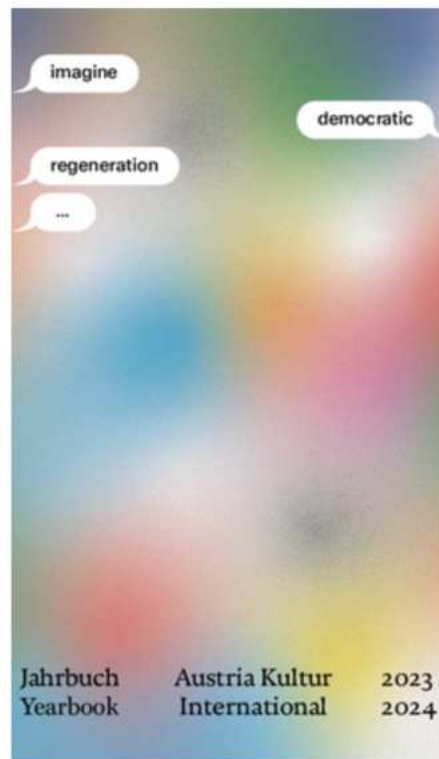 imagine
democratic
regeneration
...
Jahrbuch Austria Kultur 2023
Yearbook International 2024